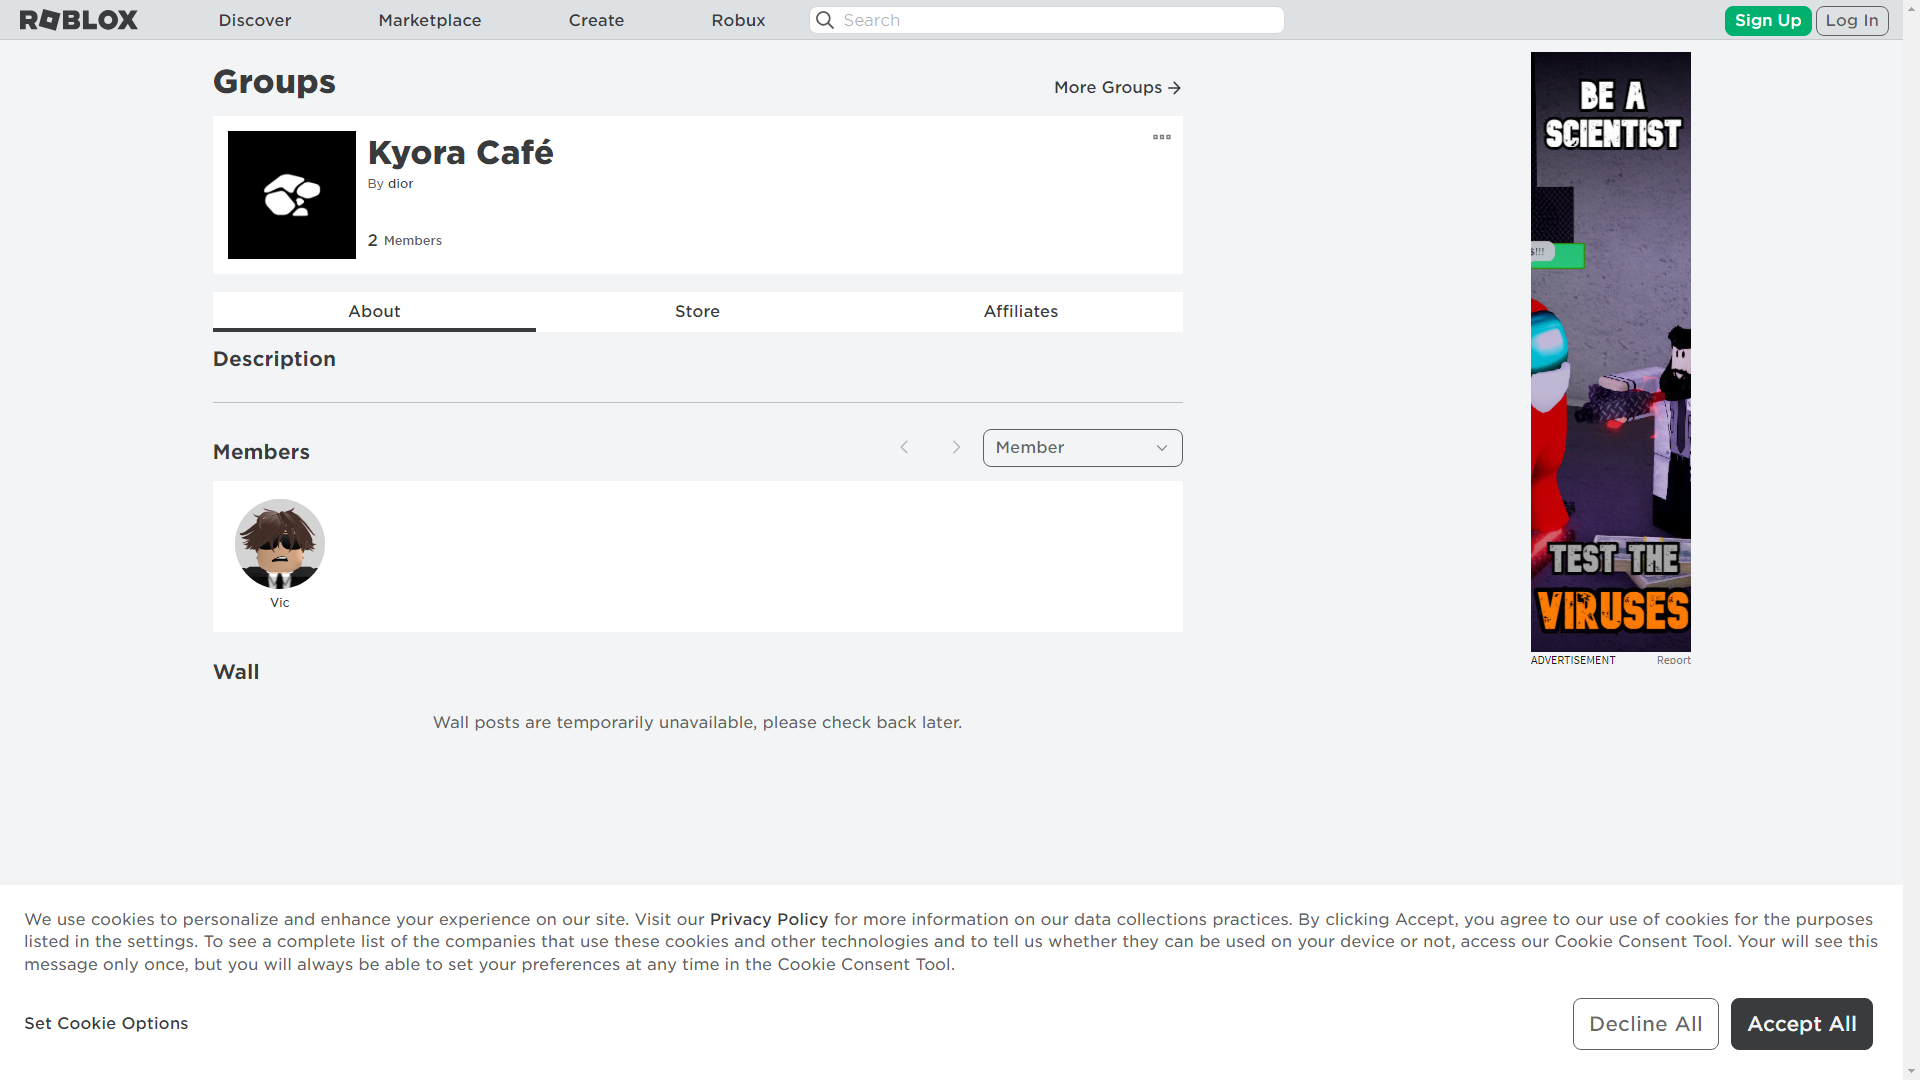 ROBLOX
Discover
Marketplace
Create
Robux
Search
Sign Up
Log In
Groups
More Groups
Kyora Café
By dior
2 Members
About
Store
Affiliates
Description
Members
Member
Vic
Wall
Wall posts are temporarily unavailable, please check back later.
BE A
SCIENTIST
TEST THE
VIRUSES
ADVERTISEMENT
Report
We use cookies to personalize and enhance your experience on our site. Visit our Privacy Policy for more information on our data collections practices. By clicking Accept, you agree to our use of cookies for the purposes
listed in the settings. To see a complete list of the companies that use these cookies and other technologies and to tell us whether they can be used on your device or not, access our Cookie Consent Tool. Your will see this
message only once, but you will always be able to set your preferences at any time in the Cookie Consent Tool.
Set Cookie Options
Decline All
Accept All